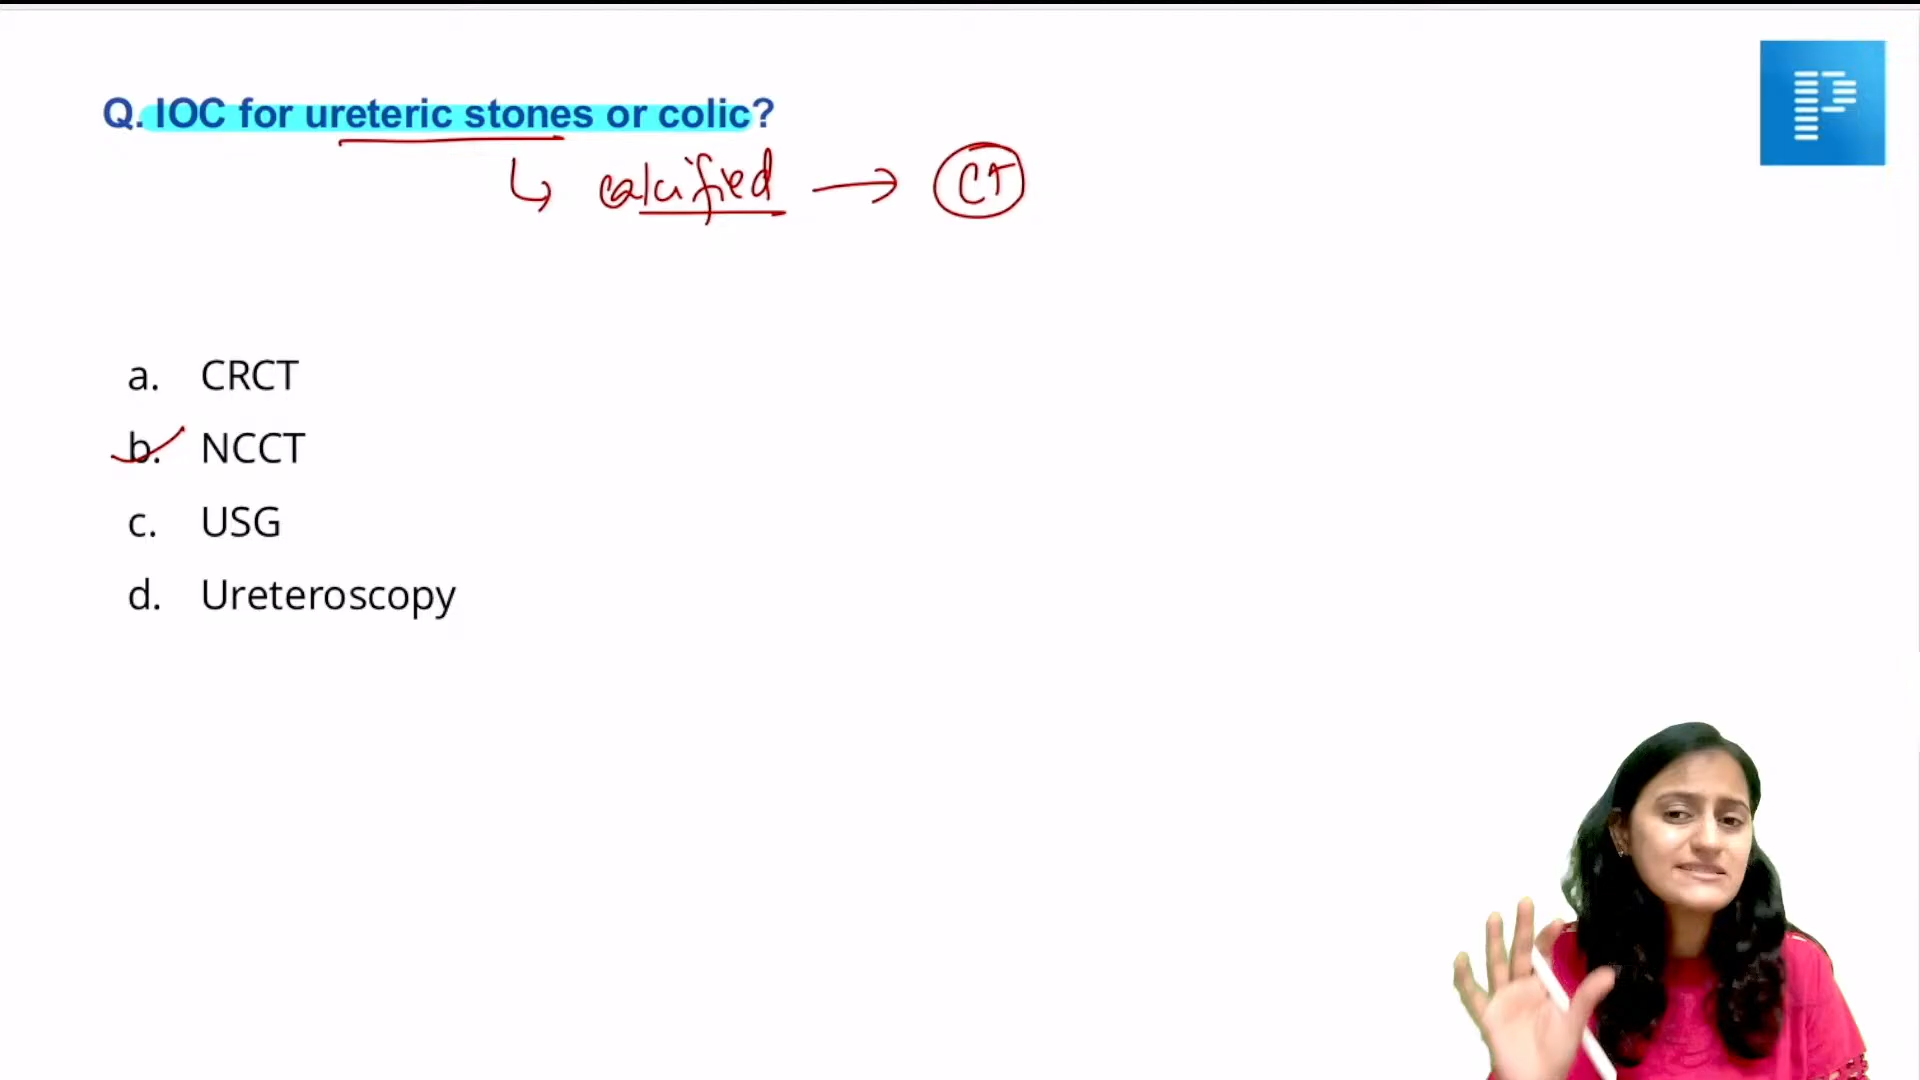 Q. IOC for ureteric stones or colic?
↳ calcified → CT
a. CRCT
b. NCCT
c. USG
d. Ureteroscopy